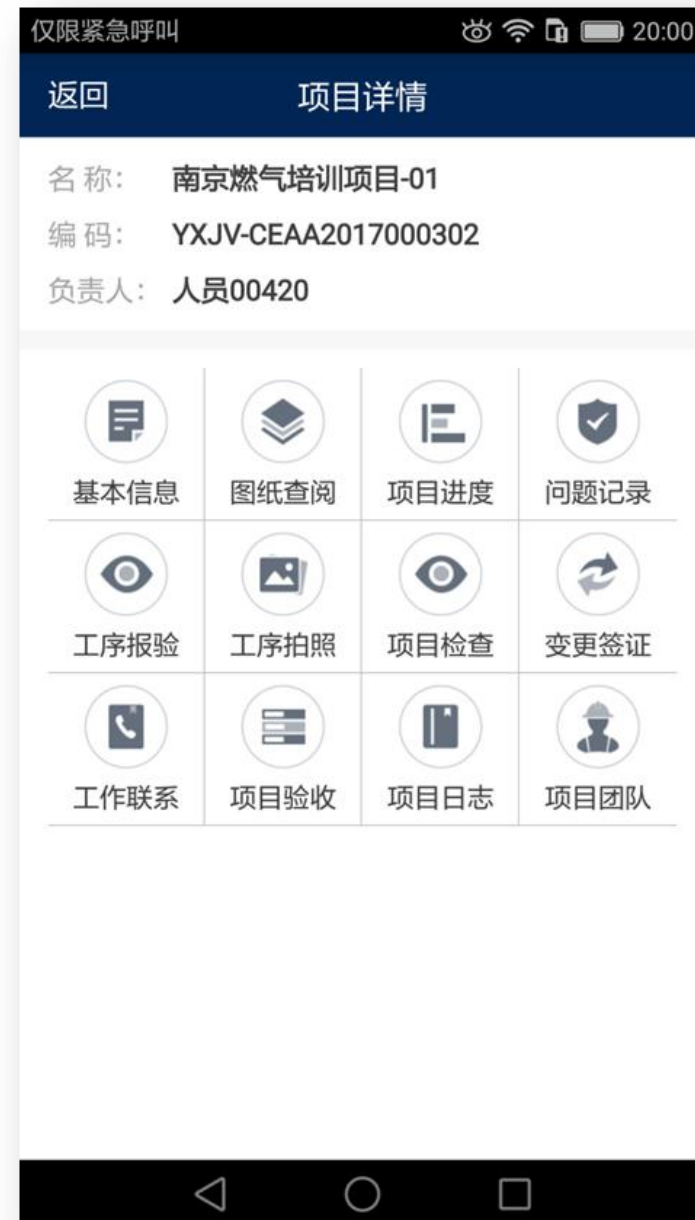 仅限紧急呼叫 20:00
返回 项目详情
名 称： 南京燃气培训项目-01
编 码： YXJV-CEAA2017000302
负责人： 人员00420
基本信息 图纸查阅 项目进度 问题记录
工序报验 工序拍照 项目检查 变更签证
工作联系 项目验收 项目日志 项目团队